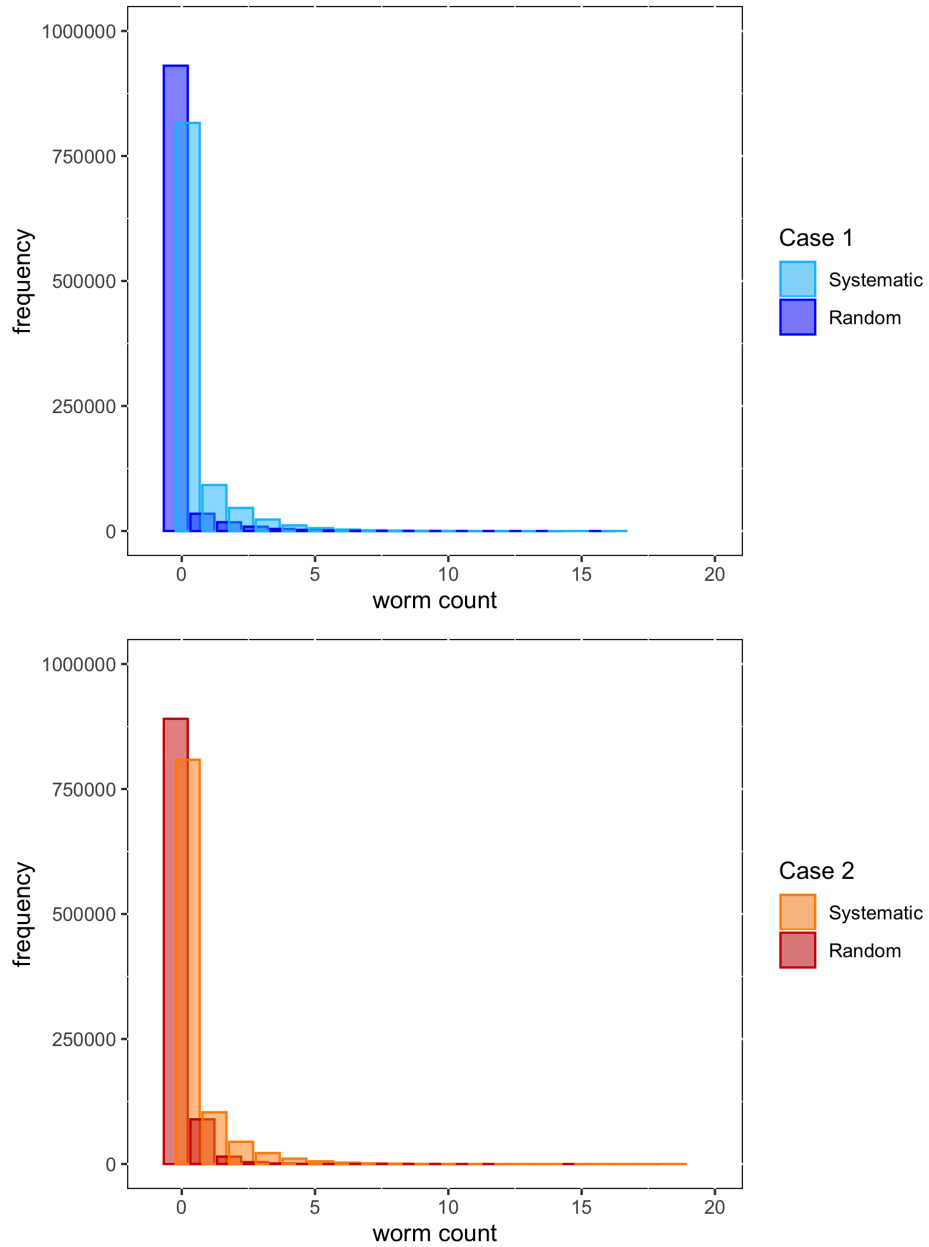 1000000
750000
500000
250000
0
frequency
0 5 10 15 20
worm count
Case 1
Systematic
Random
1000000
750000
500000
250000
0
frequency
0 5 10 15 20
worm count
Case 2
Systematic
Random